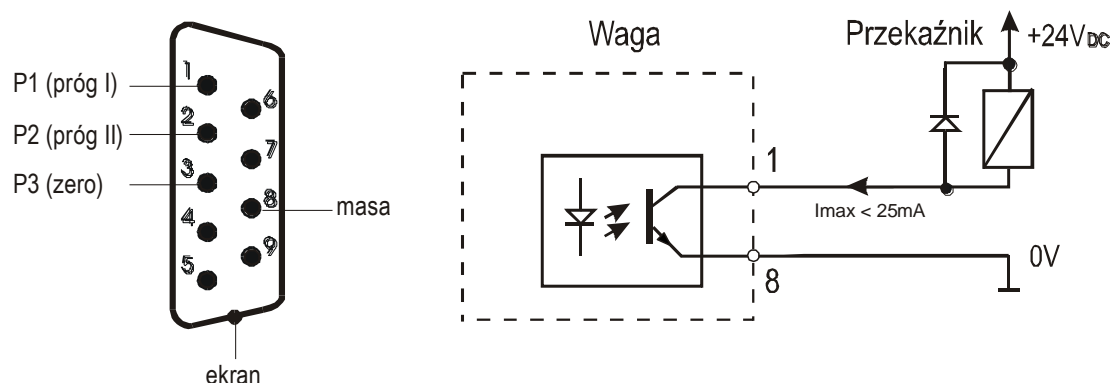 P1 (próg I)
P2 (próg II)
P3 (zero)
1
2
3
4
5
6
7
8
9
masa
ekran
Waga
Przekaźnik
+24VDC
1
Imax < 25mA
8
0V